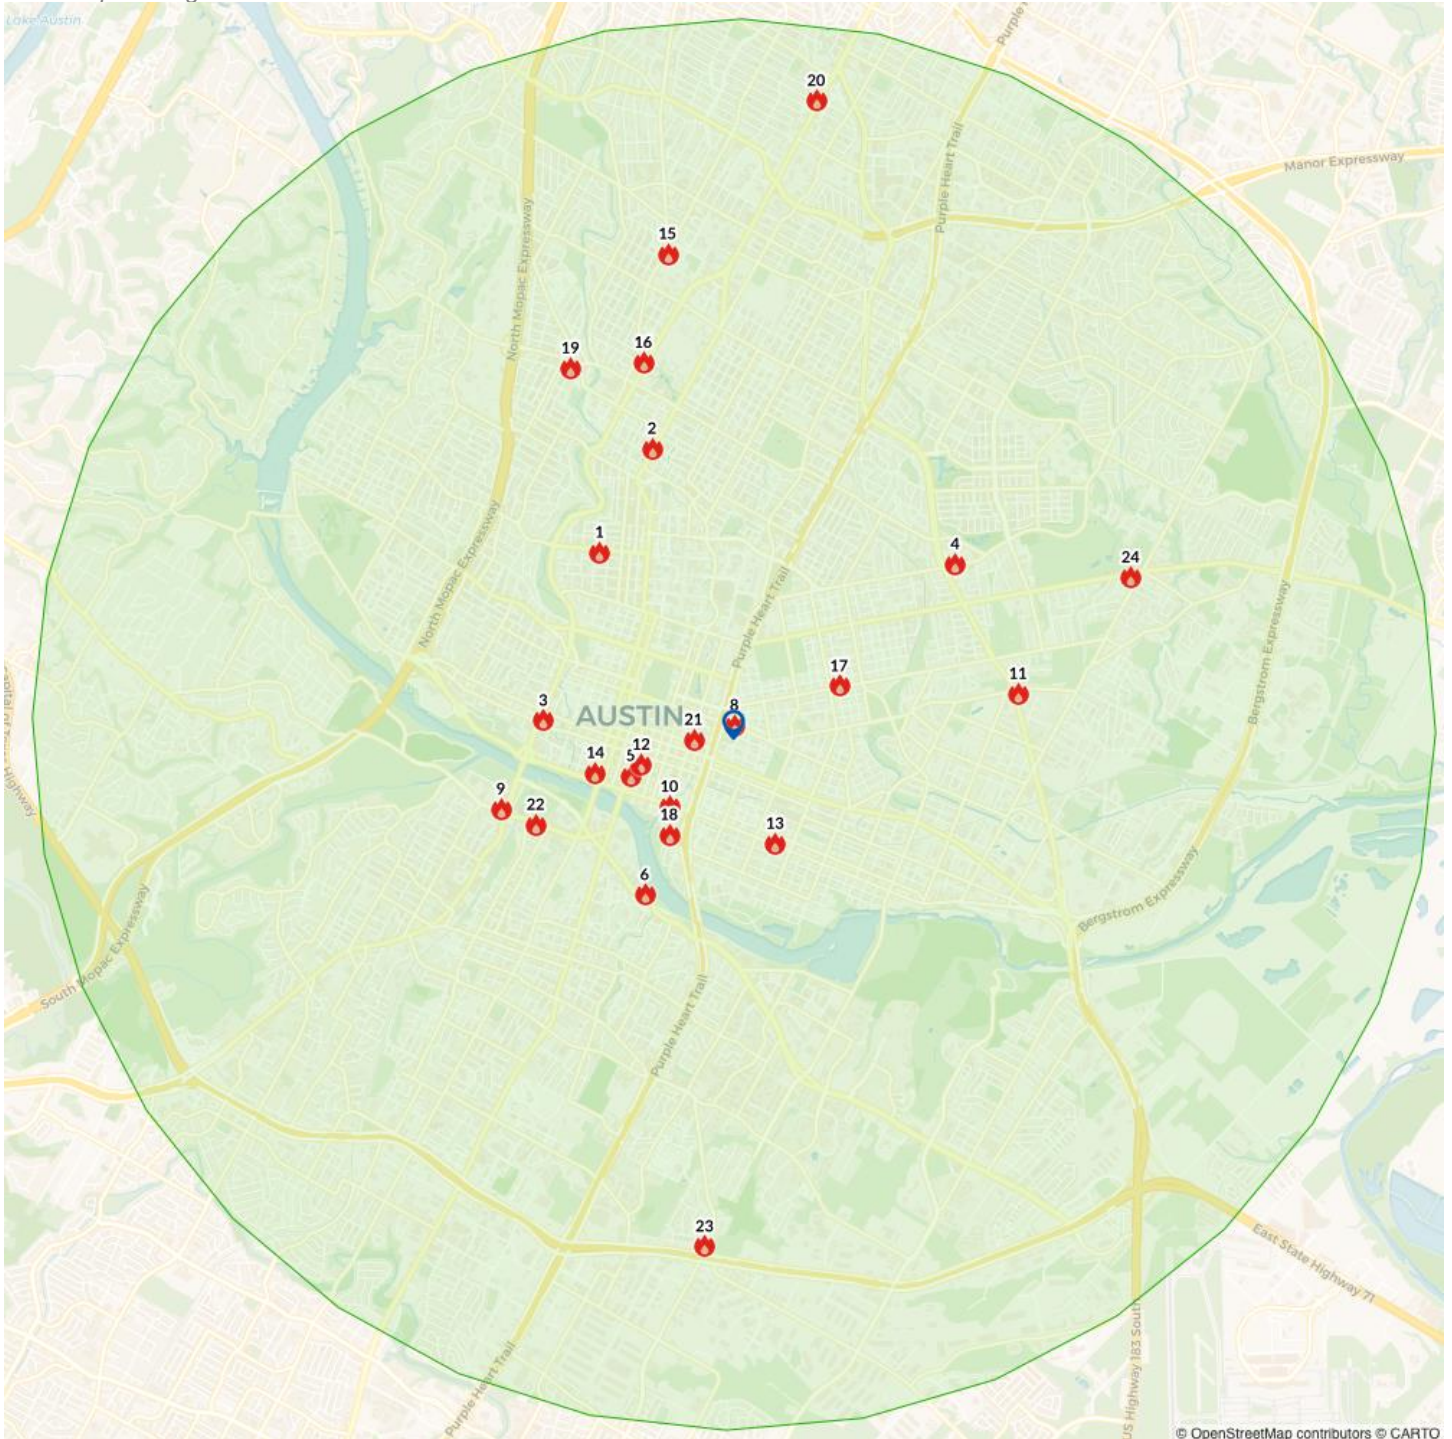 Lake Austin
Purple H
20
Manor Expressway
Purple Heart Trail
15
North Mopac Expressway
16
19
2
1
4
24
North Mopac Expressway
Purple Heart Trail
Bergstrom Expressway
17
11
3
AUSTIN
8
21
12
14
5
10
9
22
18
13
6
Bergstrom Expressway
South Mopac Expressway
Purple Heart Trail
23
East State Highway 71
US Highway 183 South
Purple Heart Trail
© OpenStreetMap contributors © CARTO